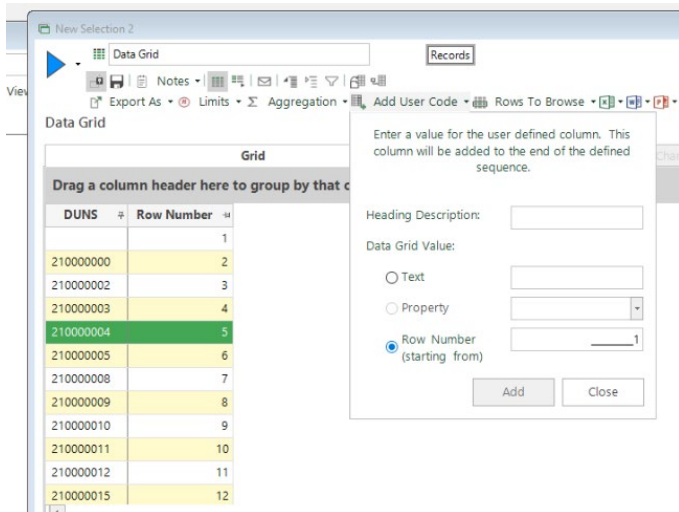 New Selection 2
Data Grid
Records
View
Notes
Export As
Limits
Aggregation
Add User Code
Rows To Browse
Data Grid
Grid
Drag a column header here to group by that c
DUNS Row Number
1
210000000 2
210000002 3
210000003 4
210000004 5
210000005 6
210000008 7
210000009 8
210000010 9
210000011 10
210000012 11
210000015 12
Enter a value for the user defined column. This
column will be added to the end of the defined
sequence.
Heading Description:
Data Grid Value:
Text
Property
Row Number
(starting from)
1
Add Close